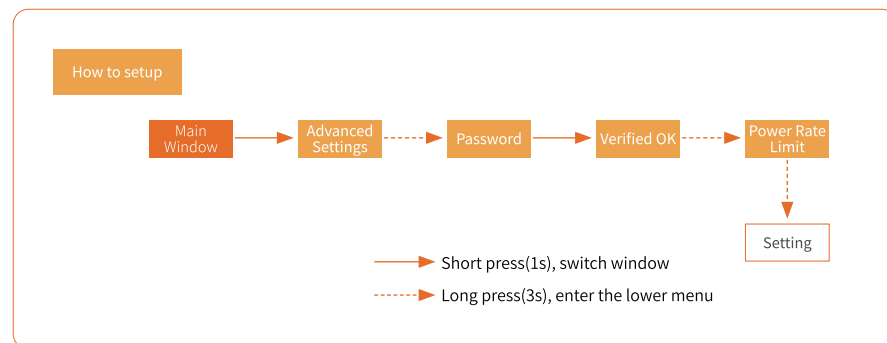 How to setup
Main
Window
Advanced
Settings
Password
Verified OK
Power Rate
Limit
Setting
Short press(1s), switch window
Long press(3s), enter the lower menu